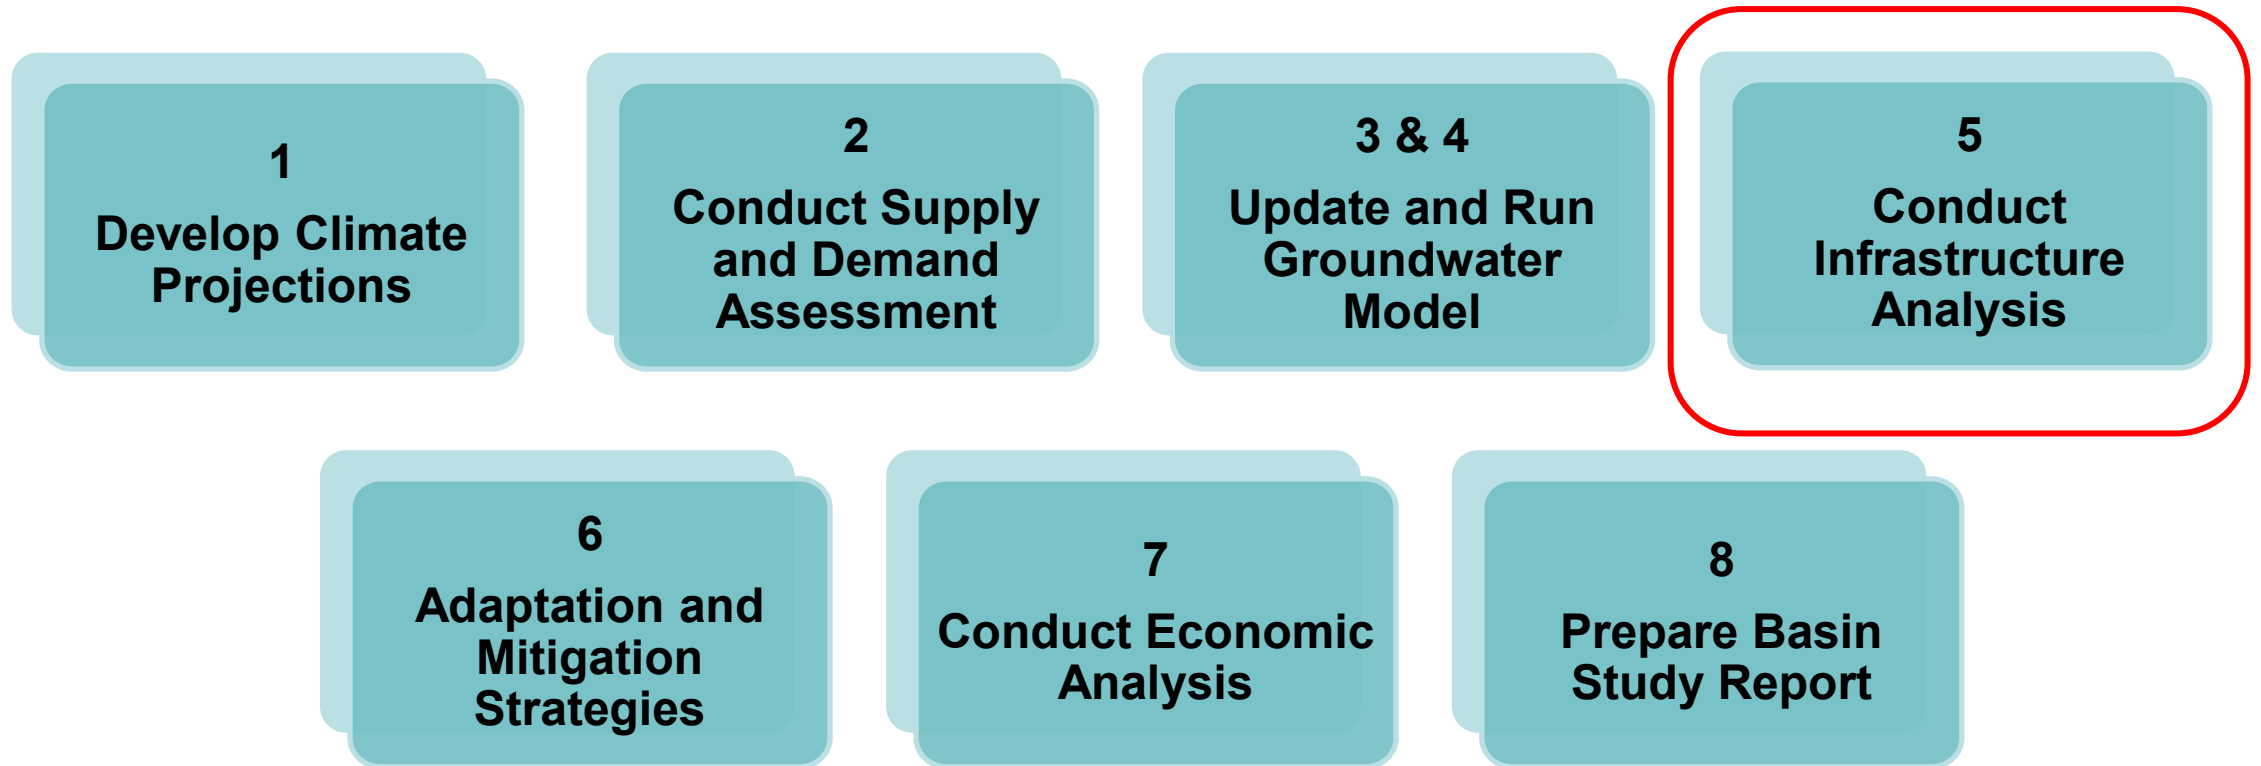 1
Develop Climate
Projections
2
Conduct Supply
and Demand
Assessment
3 & 4
Update and Run
Groundwater
Model
5
Conduct
Infrastructure
Analysis
6
Adaptation and
Mitigation
Strategies
7
Conduct Economic
Analysis
8
Prepare Basin
Study Report